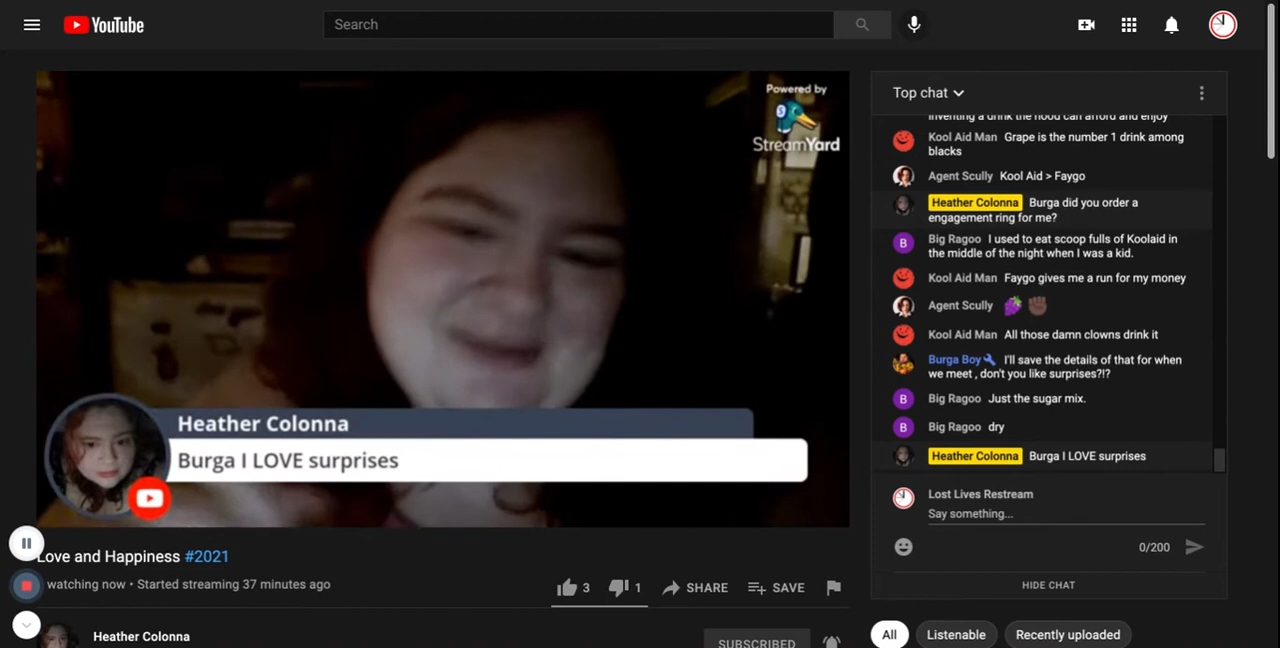 YouTube
Search
Powered by
StreamYard
Heather Colonna
Burga I LOVE surprises
Love and Happiness #2021
watching now • Started streaming 37 minutes ago
3
1
SHARE
SAVE
Heather Colonna
SUBSCRIBED
Top chat
inventing a drink the hood can afford and enjoy
Kool Aid Man Grape is the number 1 drink among
blacks
Agent Scully Kool Aid > Faygo
Heather Colonna Burga did you order a
engagement ring for me?
B
Big Ragoo I used to eat scoop fulls of Koolaid in
the middle of the night when I was a kid.
Kool Aid Man Faygo gives me a run for my money
Agent Scully 🍇 ✊🏿
Kool Aid Man All those damn clowns drink it
Burga Boy I'll save the details of that for when
we meet , don't you like surprises?!?
B
Big Ragoo Just the sugar mix.
B
Big Ragoo dry
Heather Colonna Burga I LOVE surprises
Lost Lives Restream
Say something...
0/200
HIDE CHAT
All
Listenable
Recently uploaded